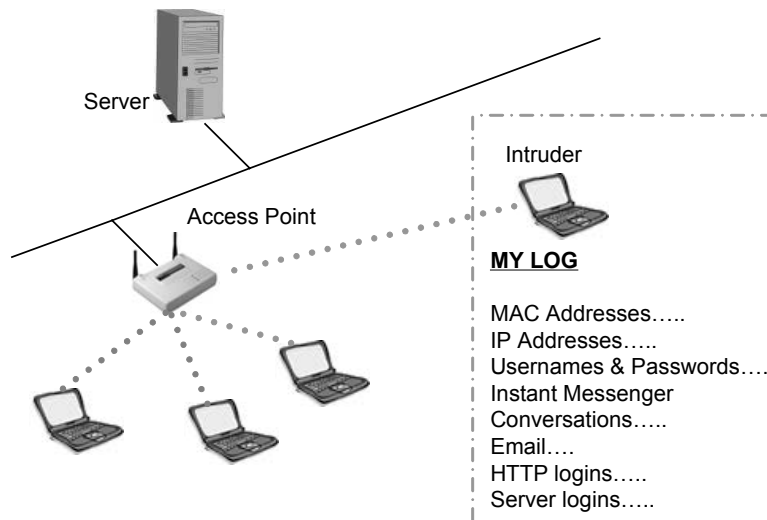 Server
Intruder
Access Point
MY LOG
MAC Addresses…..
IP Addresses…..
Usernames & Passwords….
Instant Messenger
Conversations…..
Email….
HTTP logins…..
Server logins…..